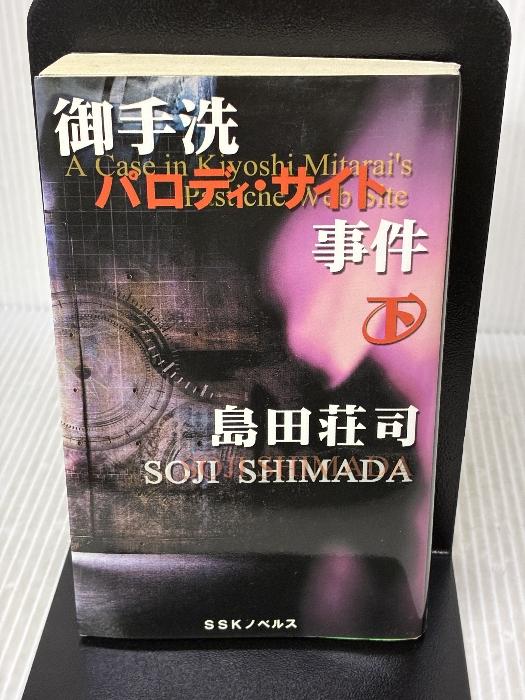 御手洗
A Case in Kiyoshi Mitarai's
パロディ・サイト
Pastiche Web Site
事件
下
島田荘司
SOJI SHIMADA
SSKノベルス